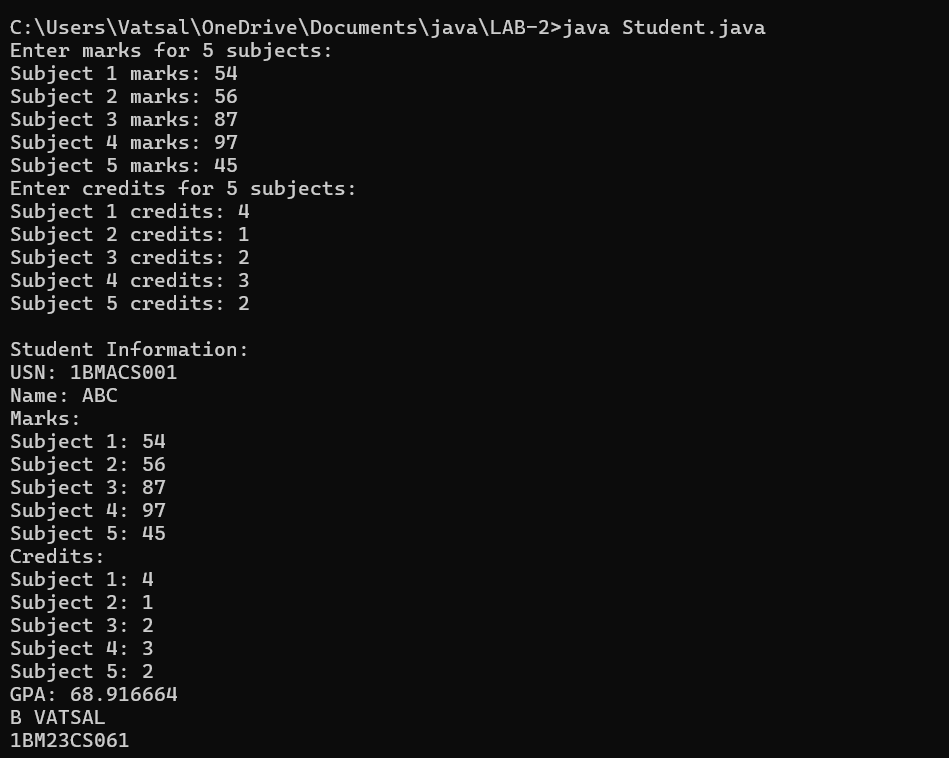 C:\Users\Vatsal\OneDrive\Documents\java\LAB-2>java Student.java
Enter marks for 5 subjects:
Subject 1 marks: 54
Subject 2 marks: 56
Subject 3 marks: 87
Subject 4 marks: 97
Subject 5 marks: 45
Enter credits for 5 subjects:
Subject 1 credits: 4
Subject 2 credits: 1
Subject 3 credits: 2
Subject 4 credits: 3
Subject 5 credits: 2

Student Information:
USN: 1BMACS001
Name: ABC
Marks:
Subject 1: 54
Subject 2: 56
Subject 3: 87
Subject 4: 97
Subject 5: 45
Credits:
Subject 1: 4
Subject 2: 1
Subject 3: 2
Subject 4: 3
Subject 5: 2
GPA: 68.916664
B VATSAL
1BM23CS061